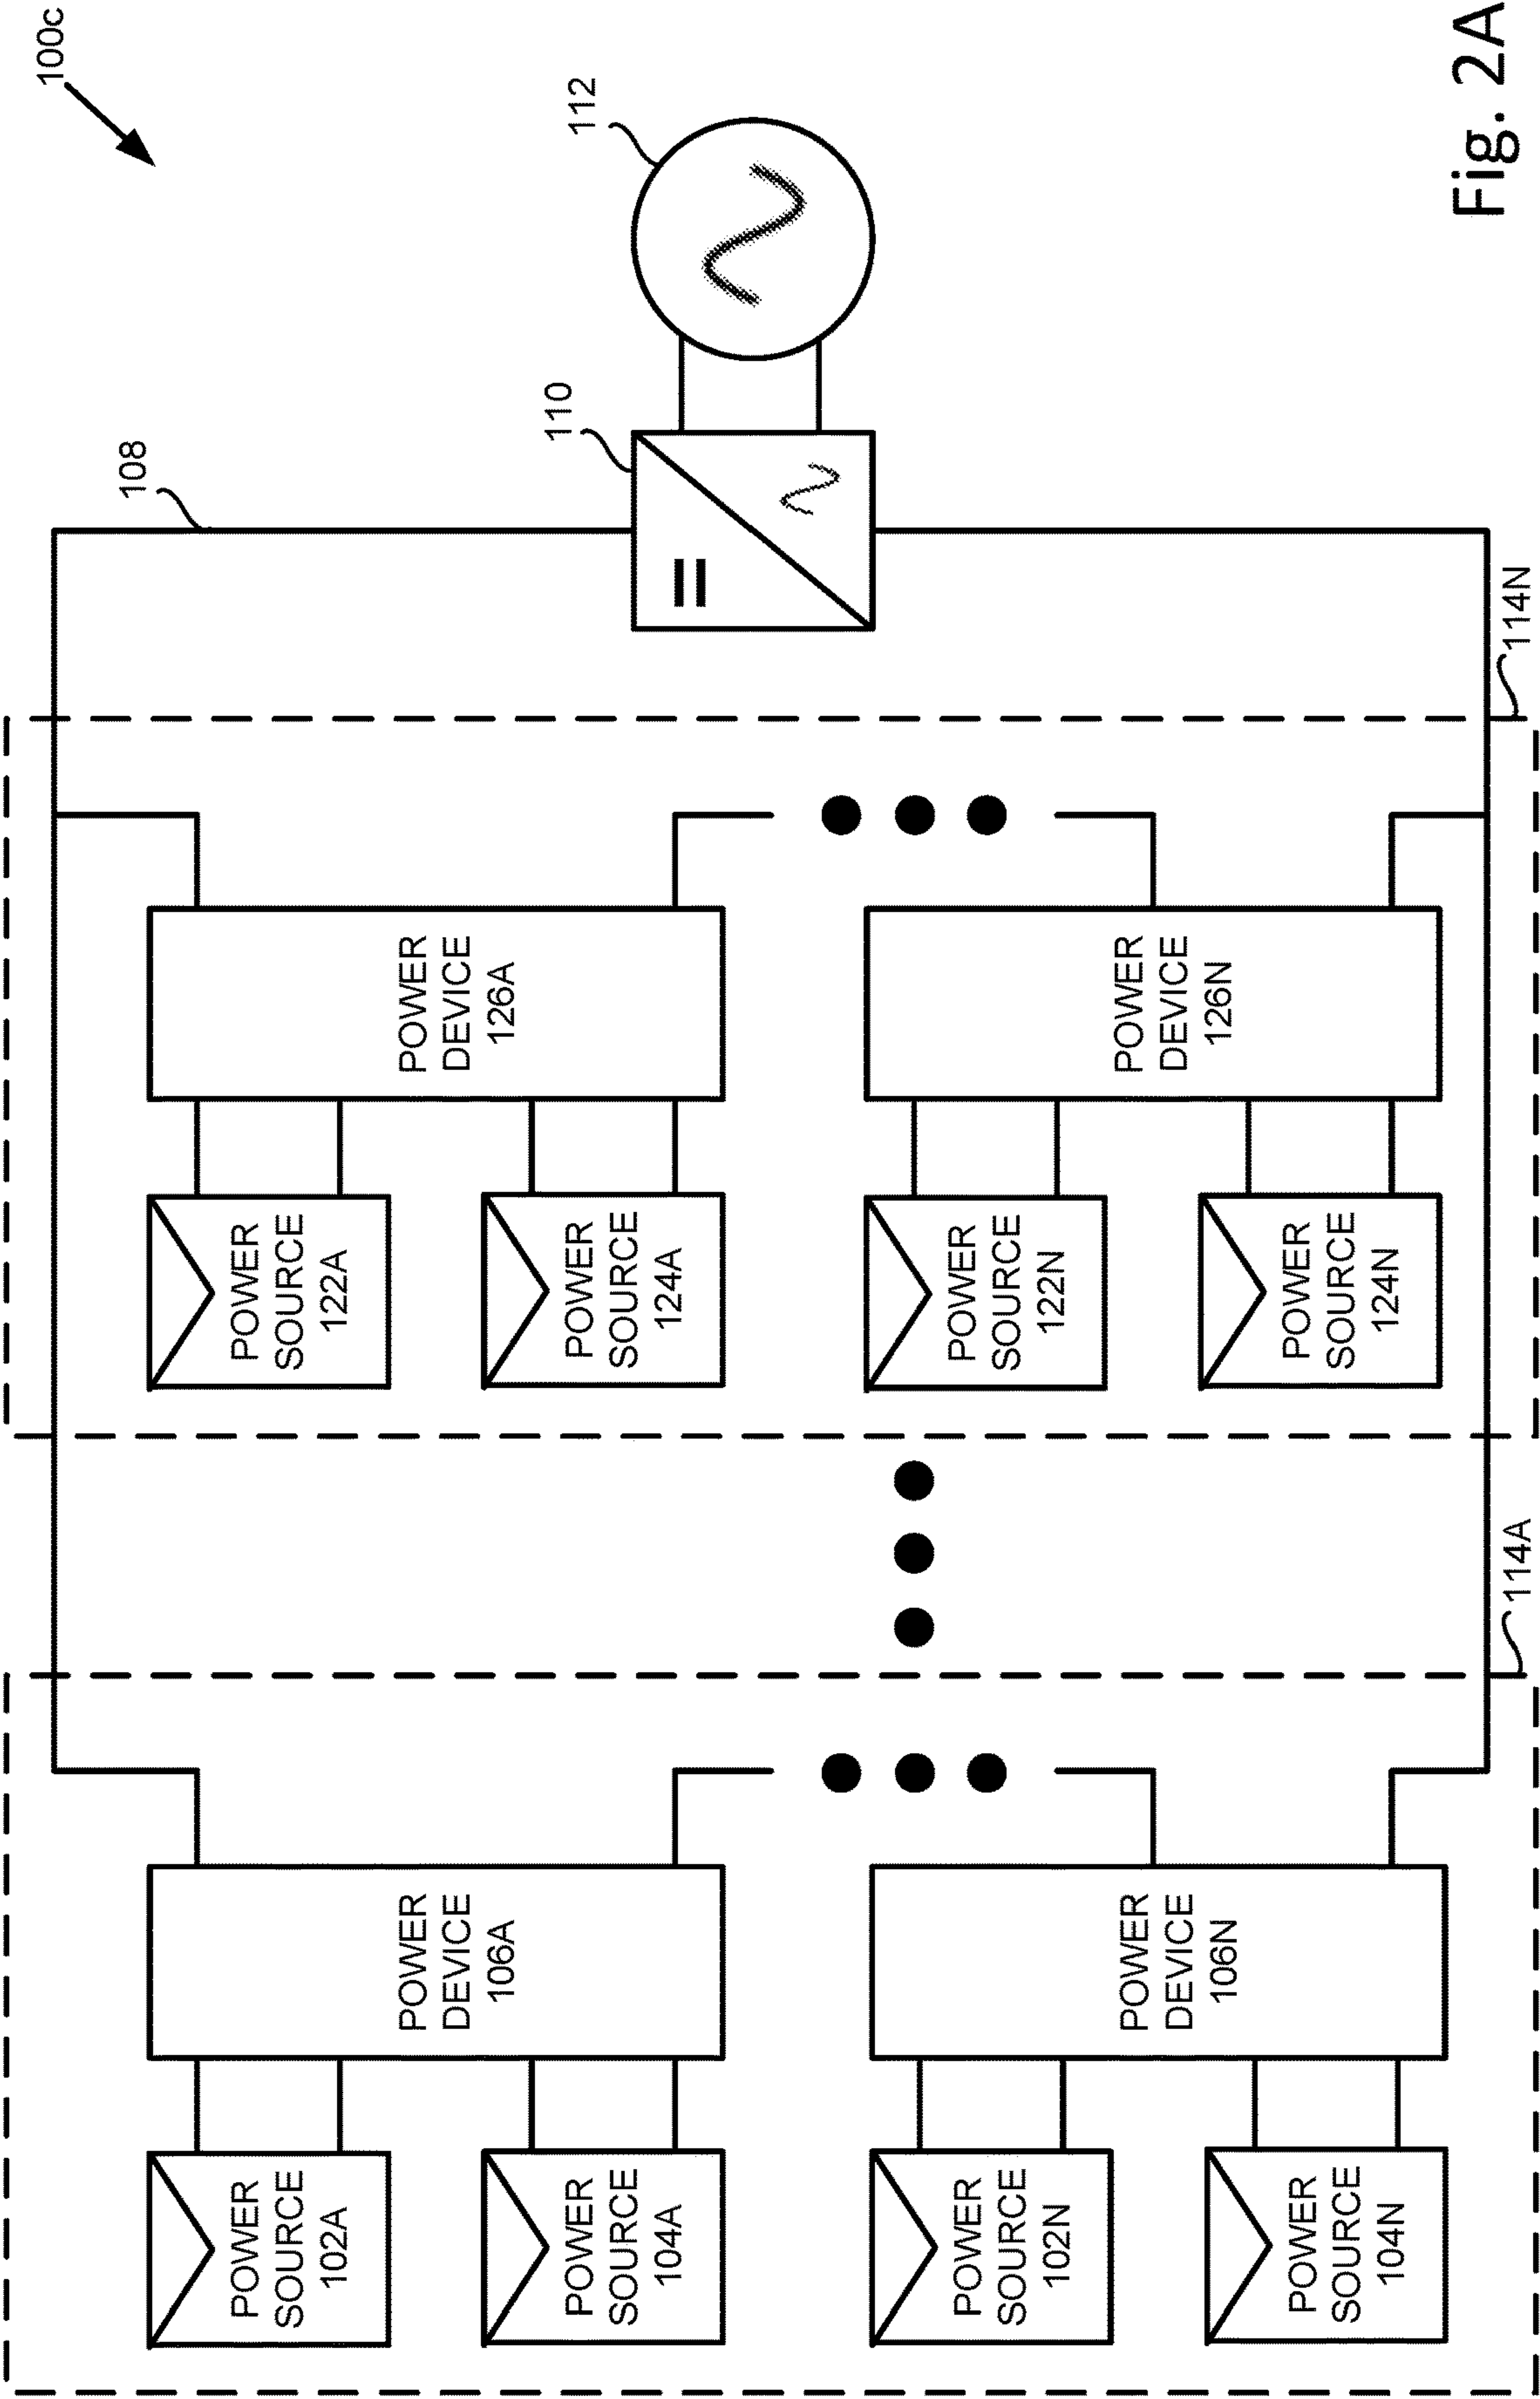 100c
112
110
108
114N
POWER
DEVICE
126A
POWER
DEVICE
126N
POWER
SOURCE
122A
POWER
SOURCE
124A
POWER
SOURCE
122N
POWER
SOURCE
124N
114A
POWER
DEVICE
106A
POWER
DEVICE
106N
POWER
SOURCE
102A
POWER
SOURCE
104A
POWER
SOURCE
102N
POWER
SOURCE
104N
Fig. 2A